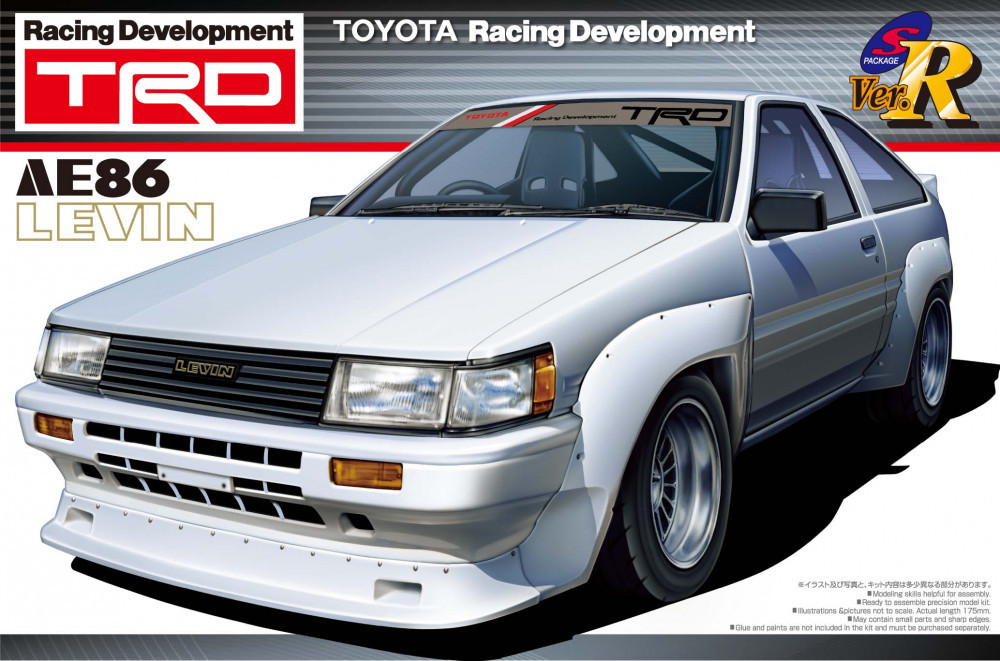 Racing Development
TRD
TOYOTA Racing Development
S
PACKAGE
Ver.R
AE86
LEVIN
TOYOTA Racing Development TRD
LEVIN
※イラスト及び写真と、キット内容は多少異なる部分があります。
■Modeling skills helpful for assembly.
■Ready to assemble precision model kit.
■Illustrations &pictures not to scale. Actual length 175mm.
■May contain small parts and sharp edges.
■Glue and paints are not included in the kit and must be purchased separately.